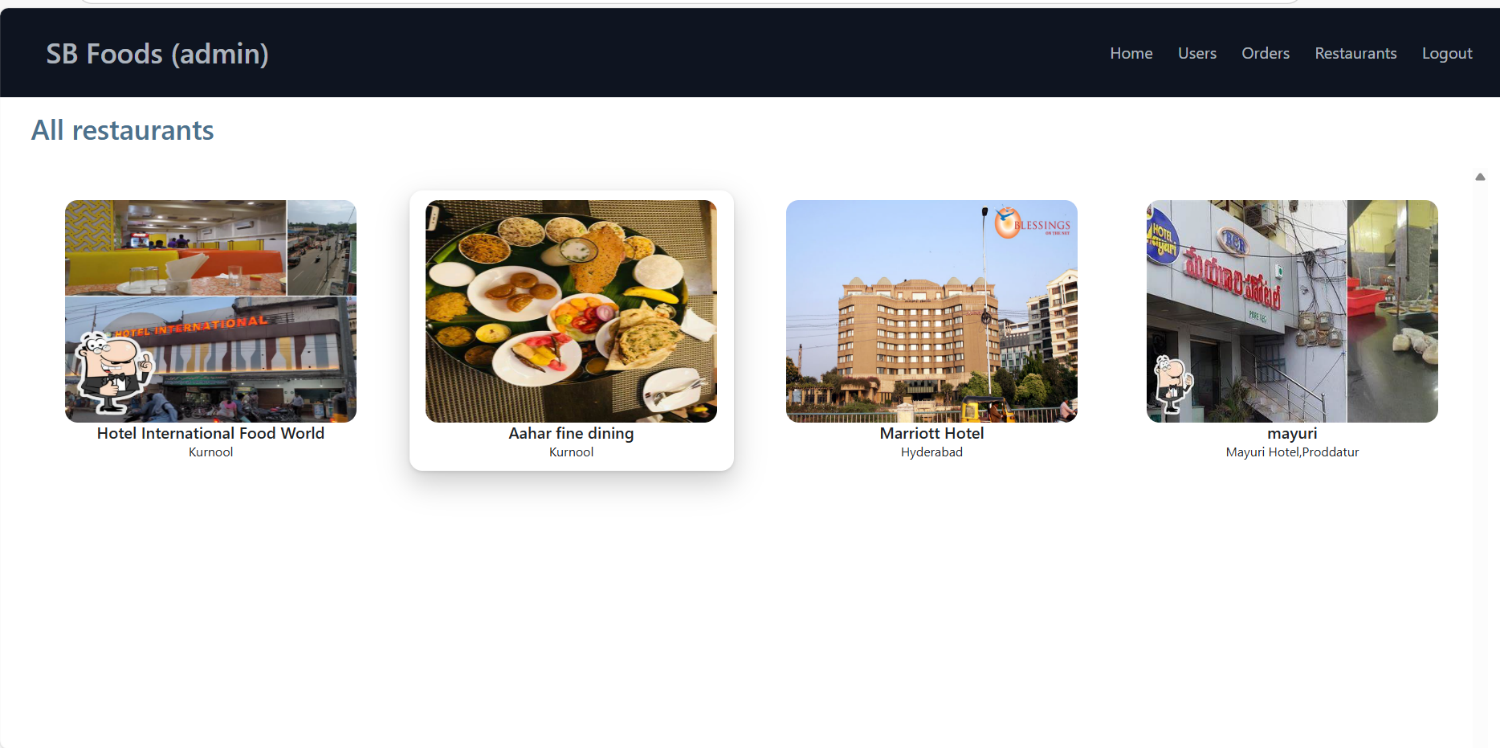 SB Foods (admin)
Home Users Orders Restaurants Logout
All restaurants
HOTEL INTERNATIONAL
Hotel International Food World
Kurnool
Aahar fine dining
Kurnool
BLESSINGS
Marriott Hotel
Hyderabad
HOTEL
mayuri
Mayuri Hotel,Proddatur